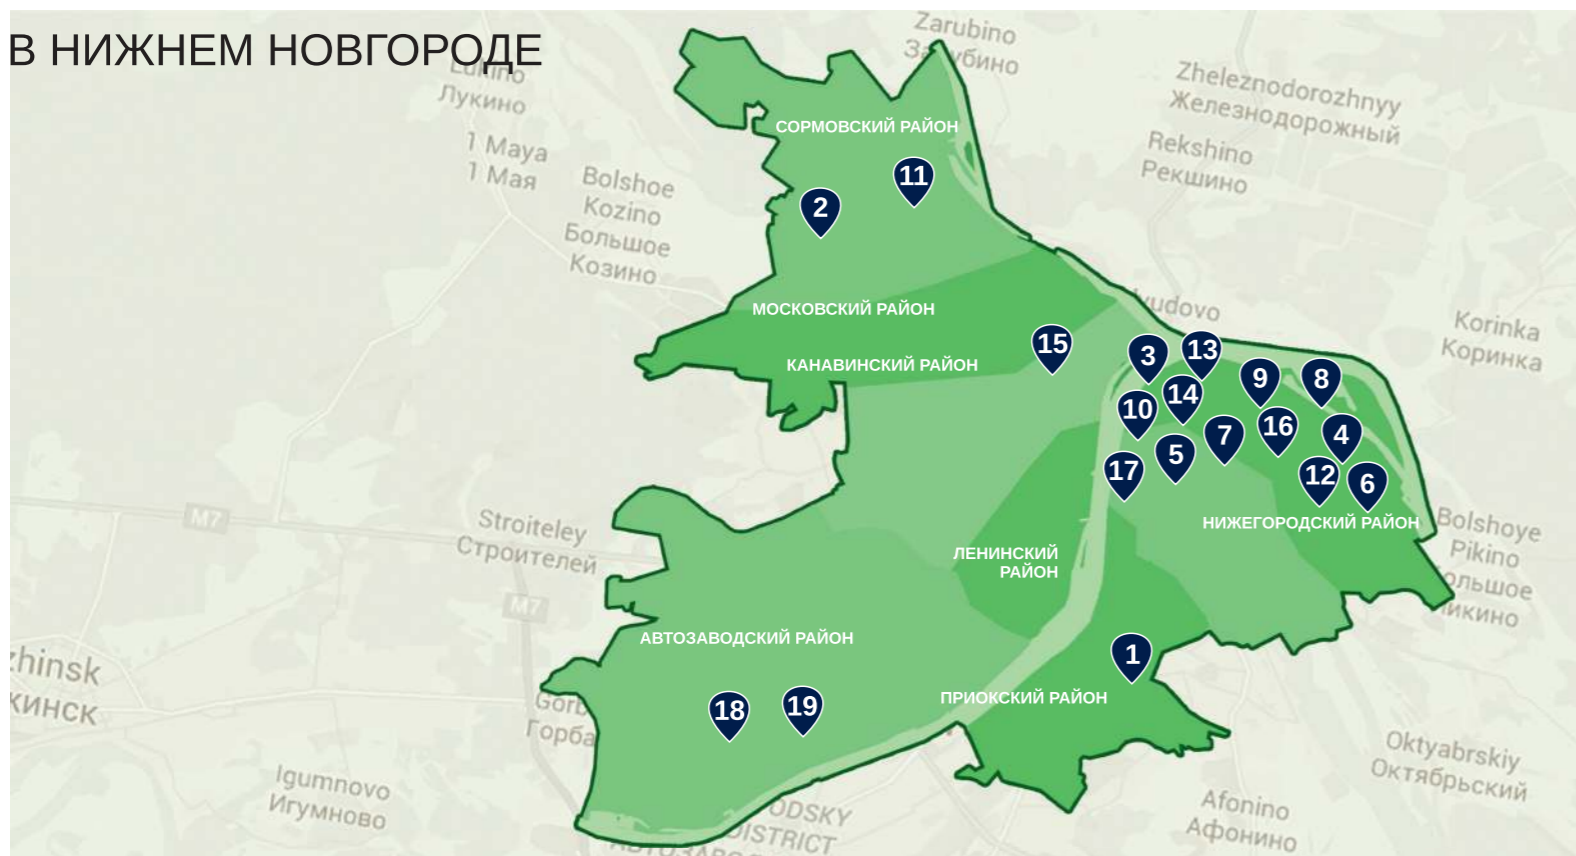 В НИЖНЕМ НОВГОРОДЕ
Zarubino
Lukino
Лукино
Zheleznodorozhnyy
Железнодорожный
СОРМОВСКИЙ РАЙОН
1 Maya
1 Мая
Rekshino
Рекшино
11
Bolshoe
Kozino
Большое
Козино
2
МОСКОВСКИЙ РАЙОН
Korinka
Коринка
КАНАВИНСКИЙ РАЙОН
15
3
13
9
8
14
10
16
7
4
5
17
12
6
M7
Stroiteley
Строителей
НИЖЕГОРОДСКИЙ РАЙОН
Bolshoye
Pikino
ЛЕНИНСКИЙ
РАЙОН
M7
АВТОЗАВОДСКИЙ РАЙОН
1
ПРИОКСКИЙ РАЙОН
18
19
Oktyabrskiy
Октябрьский
Igumnovo
Игумново
Afonino
Афонино
DISTRICT